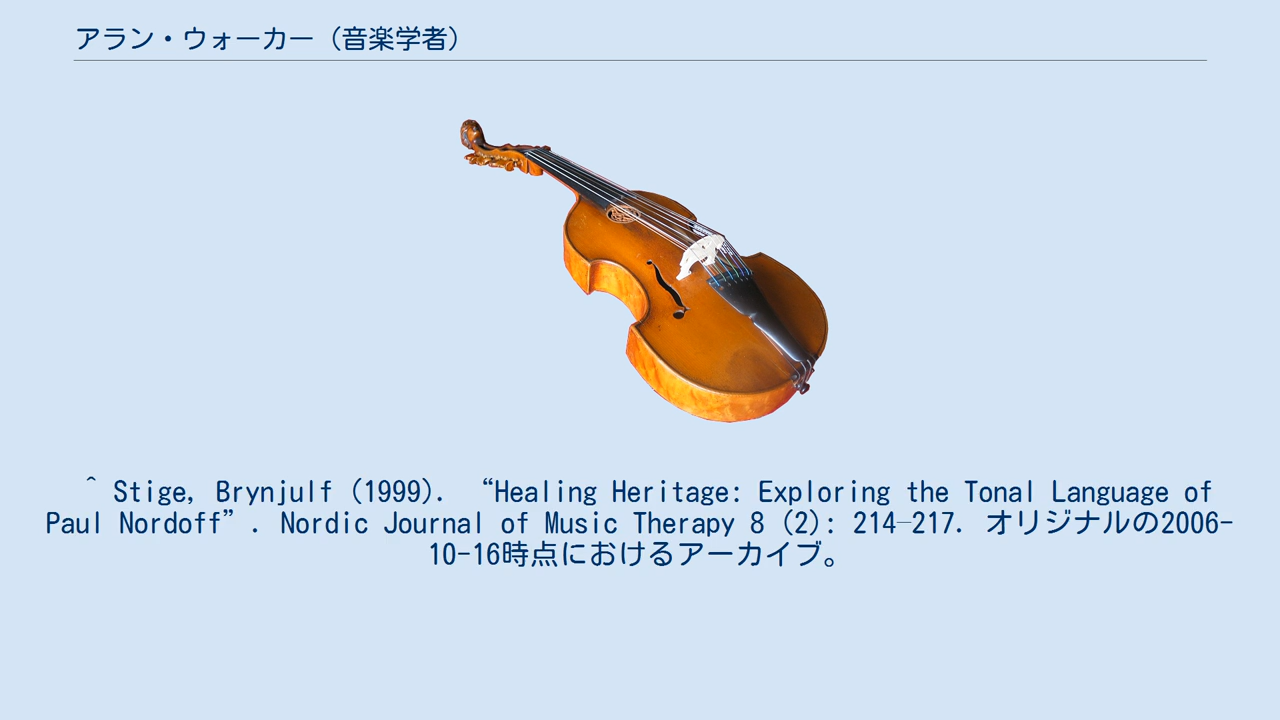 アラン・ウォーカー（音楽学者）
^ Stige, Brynjulf (1999). “Healing Heritage: Exploring the Tonal Language of
Paul Nordoff”. Nordic Journal of Music Therapy 8 (2): 214–217. オリジナルの2006-
10-16時点におけるアーカイブ。